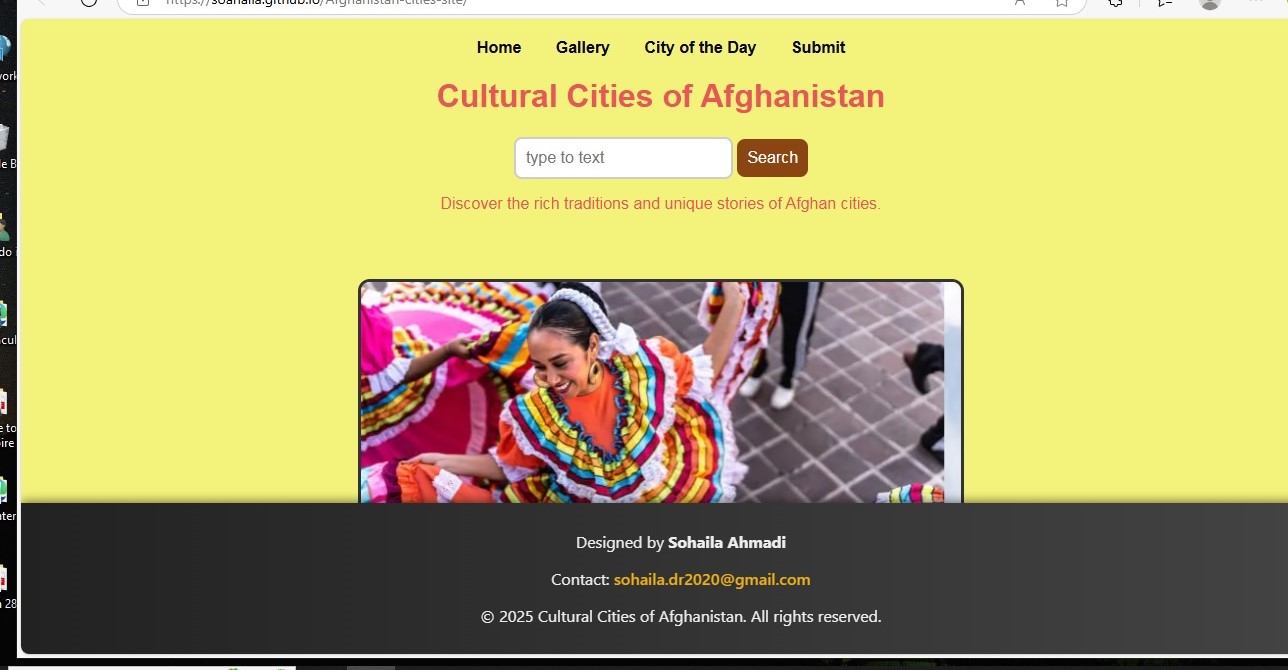 https://soahaila.github.io/Afghanistan-cities-site/
Home Gallery City of the Day Submit
Cultural Cities of Afghanistan
type to text Search
Discover the rich traditions and unique stories of Afghan cities.
Designed by Sohaila Ahmadi
Contact: sohaila.dr2020@gmail.com
© 2025 Cultural Cities of Afghanistan. All rights reserved.